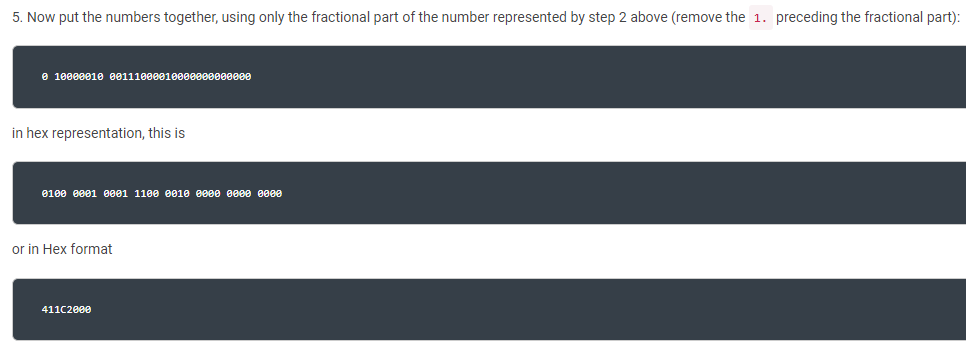 5. Now put the numbers together, using only the fractional part of the number represented by step 2 above (remove the 1. preceding the fractional part):
0 10000010 00111000010000000000000
in hex representation, this is
0100 0001 0001 1100 0010 0000 0000 0000
or in Hex format
411C2000